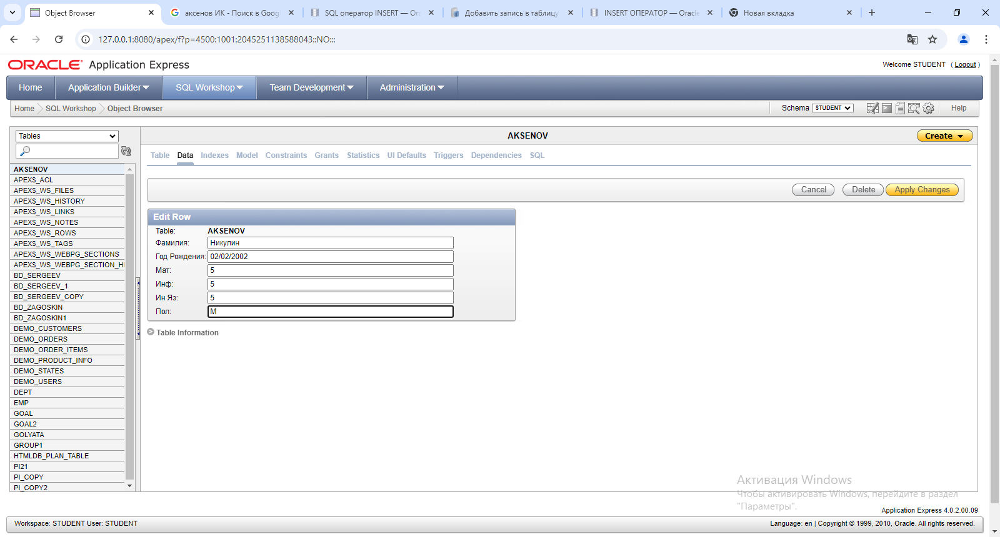 Object Browser
аксенов ИК - Поиск в Goog
SQL оператор INSERT — Ora
Добавить запись в таблицу
INSERT ОПЕРАТОР — Oracle
Новая вкладка
127.0.0.1:8080/apex/f?p=4500:1001:2045251138588043::NO:::
ORACLE Application Express
Welcome STUDENT ( Logout )
Home
Application Builder
SQL Workshop
Team Development
Administration
Home SQL Workshop Object Browser
Schema STUDENT
Help
Tables
AKSENOV
Create
Table Data Indexes Model Constraints Grants Statistics UI Defaults Triggers Dependencies SQL
AKSENOV
APEX$_ACL
APEX$_WS_FILES
APEX$_WS_HISTORY
APEX$_WS_LINKS
APEX$_WS_NOTES
APEX$_WS_ROWS
APEX$_WS_TAGS
APEX$_WS_WEBPG_SECTIONS
APEX$_WS_WEBPG_SECTION_HI
BD_SERGEEV
BD_SERGEEV_1
BD_SERGEEV_COPY
BD_ZAGOSKIN
BD_ZAGOSKIN1
DEMO_CUSTOMERS
DEMO_ORDERS
DEMO_ORDER_ITEMS
DEMO_PRODUCT_INFO
DEMO_STATES
DEMO_USERS
DEPT
EMP
GOAL
GOAL2
GOLYATA
GROUP1
HTMLDB_PLAN_TABLE
PI21
PI_COPY
PI_COPY2
Cancel Delete Apply Changes
Edit Row
Table: AKSENOV
Фамилия: Никулин
Год Рождения: 02/02/2002
Мат: 5
Инф: 5
Ин Яз: 5
Пол: М
Table Information
Активация Windows
Чтобы активировать Windows, перейдите в раздел
"Параметры".
Application Express 4.0.2.00.09
Workspace: STUDENT User: STUDENT
Language: en | Copyright © 1999, 2010, Oracle. All rights reserved.